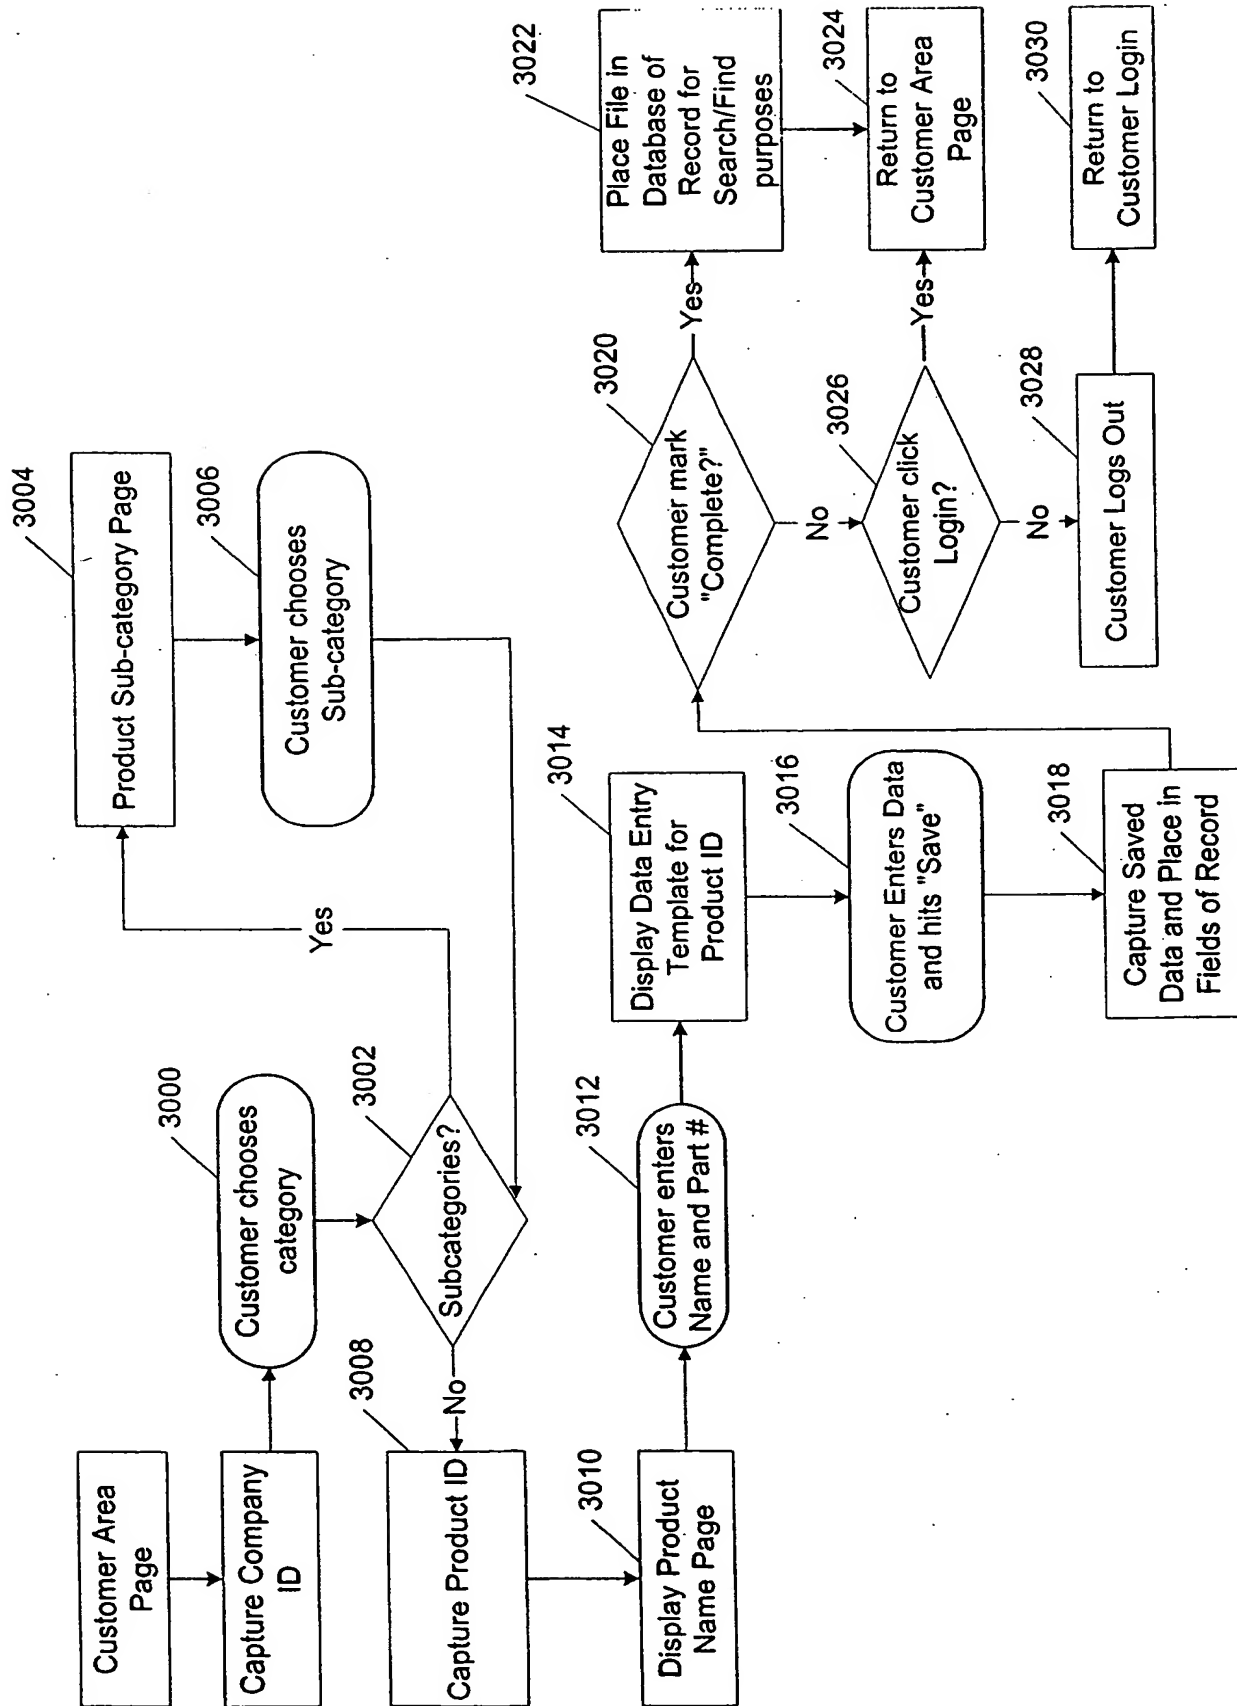 Customer Area
Page
Capture Company
ID
3000
Customer chooses
category
3002
Subcategories?
Yes
3004
Product Sub-category Page
3006
Customer chooses
Sub-category
No
3008
Capture Product ID
3010
Display Product
Name Page
3012
Customer enters
Name and Part #
3014
Display Data Entry
Template for
Product ID
3016
Customer Enters Data
and hits "Save"
3018
Capture Saved
Data and Place in
Fields of Record
3020
Customer mark
"Complete?"
Yes
3022
Place File in
Database of
Record for
Search/Find
purposes
3024
Return to
Customer Area
Page
No
3026
Customer click
Login?
Yes
No
3028
Customer Logs Out
3030
Return to
Customer Login